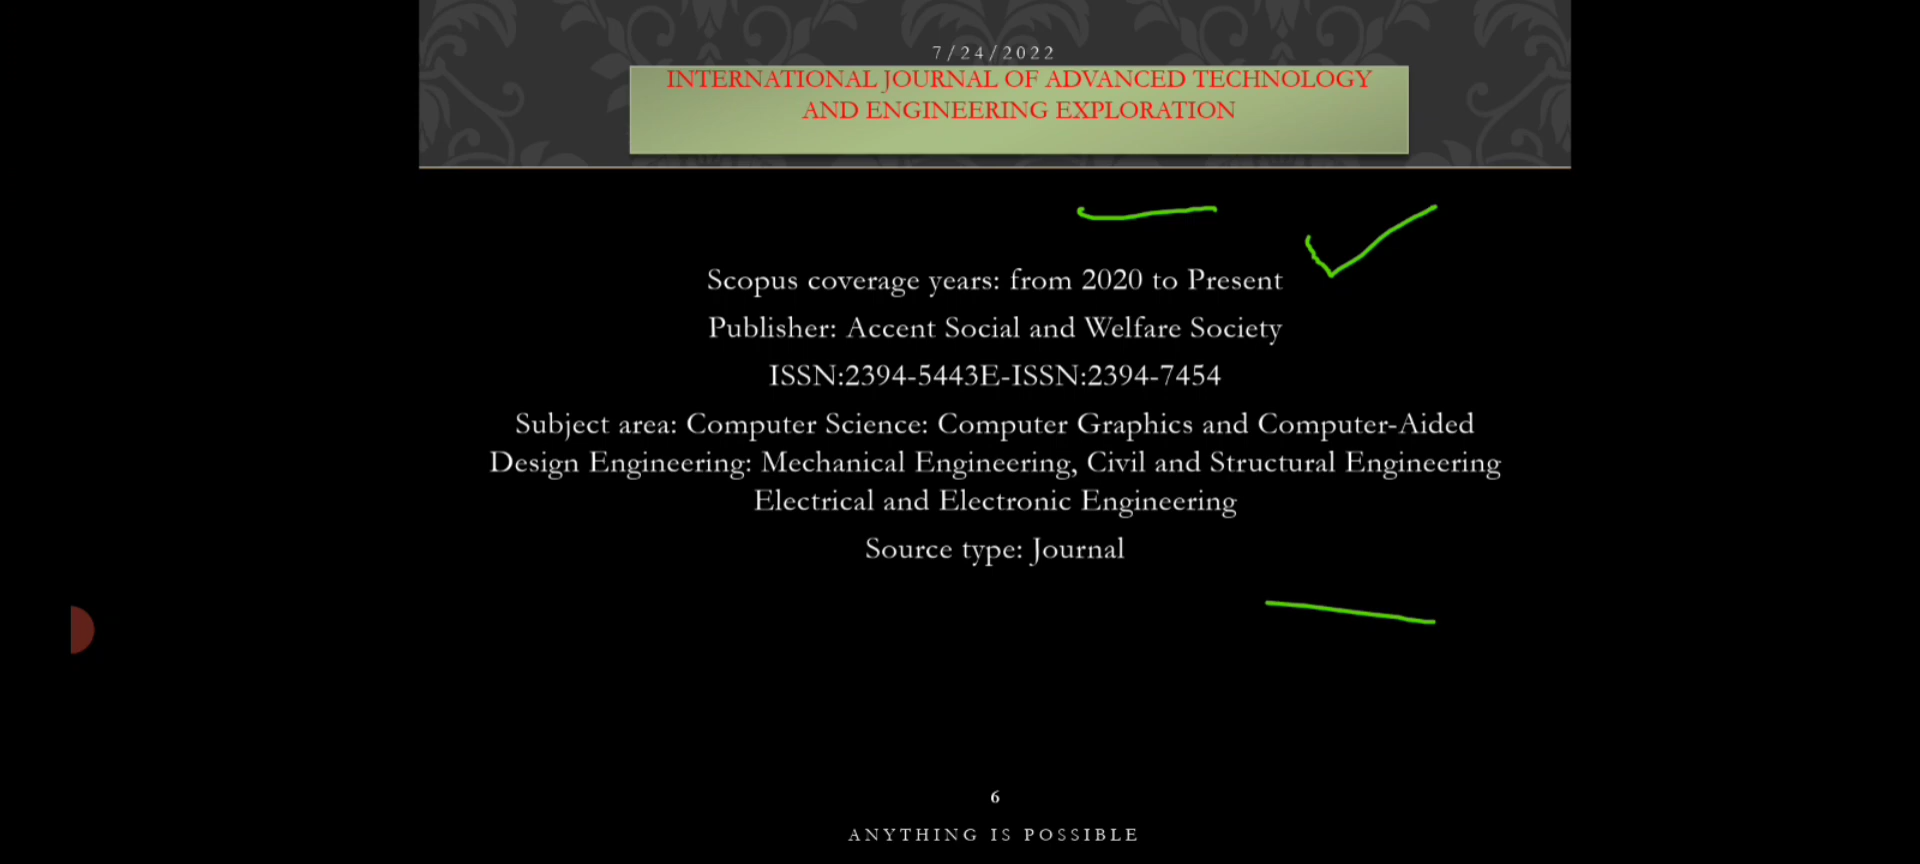 7/24/2022
INTERNATIONAL JOURNAL OF ADVANCED TECHNOLOGY
AND ENGINEERING EXPLORATION
Scopus coverage years: from 2020 to Present
Publisher: Accent Social and Welfare Society
ISSN:2394-5443E-ISSN:2394-7454
Subject area: Computer Science: Computer Graphics and Computer-Aided
Design Engineering: Mechanical Engineering, Civil and Structural Engineering
Electrical and Electronic Engineering
Source type: Journal
6
ANYTHING IS POSSIBLE